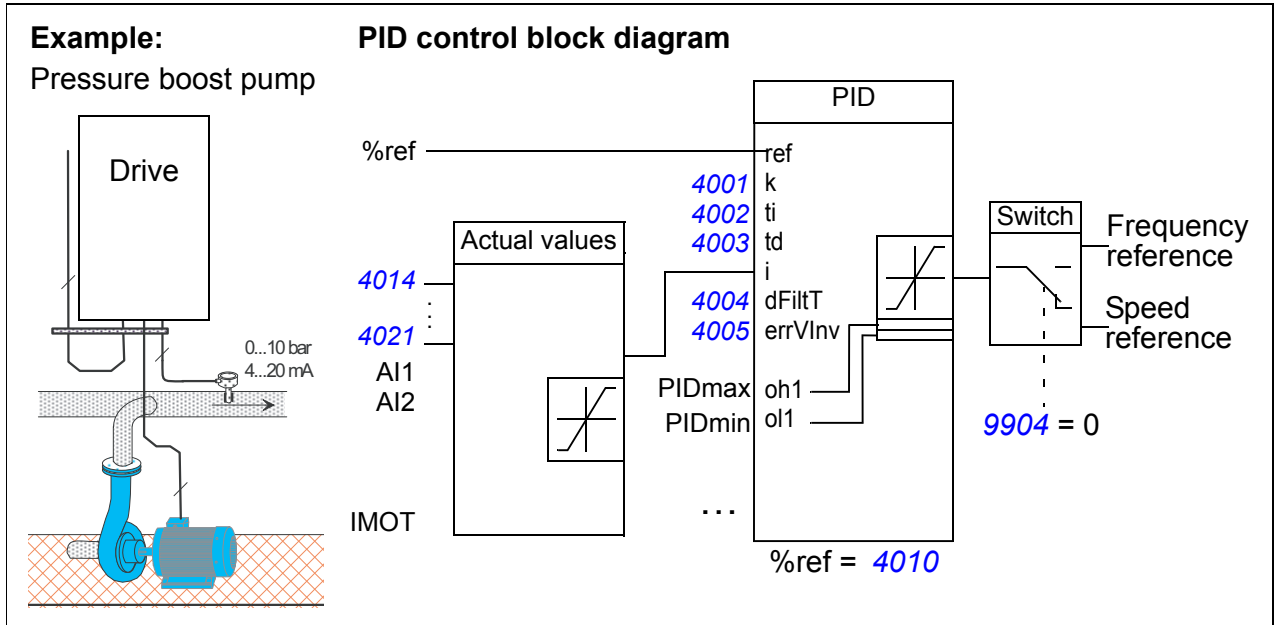 Example:
Pressure boost pump
Drive
0...10 bar
4...20 mA
PID control block diagram
%ref
4014
4021
AI1
AI2
IMOT
Actual values
PID
ref
4001 k
4002 ti
4003 td
i
4004 dFiltT
4005 errVInv
PIDmax oh1
PIDmin ol1
...
%ref = 4010
Switch
Frequency
reference
Speed
reference
9904 = 0